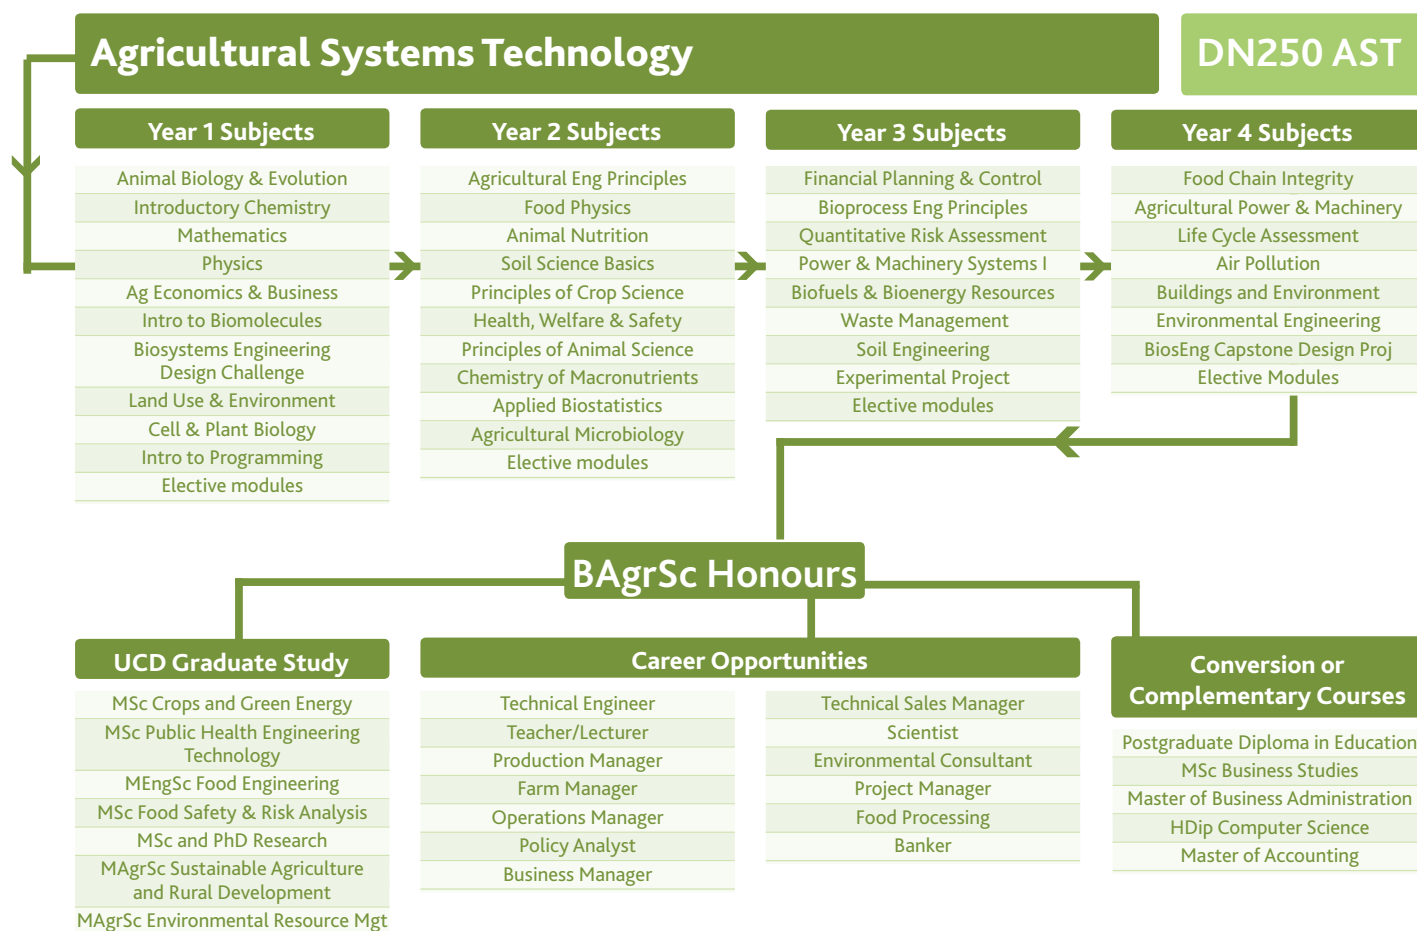 Agricultural Systems Technology
DN250 AST
Year 1 Subjects
Animal Biology & Evolution
Introductory Chemistry
Mathematics
Physics
Ag Economics & Business
Intro to Biomolecules
Biosystems Engineering
Design Challenge
Land Use & Environment
Cell & Plant Biology
Intro to Programming
Elective modules
Year 2 Subjects
Agricultural Eng Principles
Food Physics
Animal Nutrition
Soil Science Basics
Principles of Crop Science
Health, Welfare & Safety
Principles of Animal Science
Chemistry of Macronutrients
Applied Biostatistics
Agricultural Microbiology
Elective modules
Year 3 Subjects
Financial Planning & Control
Bioprocess Eng Principles
Quantitative Risk Assessment
Power & Machinery Systems I
Biofuels & Bioenergy Resources
Waste Management
Soil Engineering
Experimental Project
Elective modules
Year 4 Subjects
Food Chain Integrity
Agricultural Power & Machinery
Life Cycle Assessment
Air Pollution
Buildings and Environment
Environmental Engineering
BiosEng Capstone Design Proj
Elective Modules
BAgrSc Honours
UCD Graduate Study
MSc Crops and Green Energy
MSc Public Health Engineering
Technology
MEngSc Food Engineering
MSc Food Safety & Risk Analysis
MSc and PhD Research
MAgrSc Sustainable Agriculture
and Rural Development
MAgrSc Environmental Resource Mgt
Career Opportunities
Technical Engineer
Teacher/Lecturer
Production Manager
Farm Manager
Operations Manager
Policy Analyst
Business Manager
Technical Sales Manager
Scientist
Environmental Consultant
Project Manager
Food Processing
Banker
Conversion or
Complementary Courses
Postgraduate Diploma in Education
MSc Business Studies
Master of Business Administration
HDip Computer Science
Master of Accounting